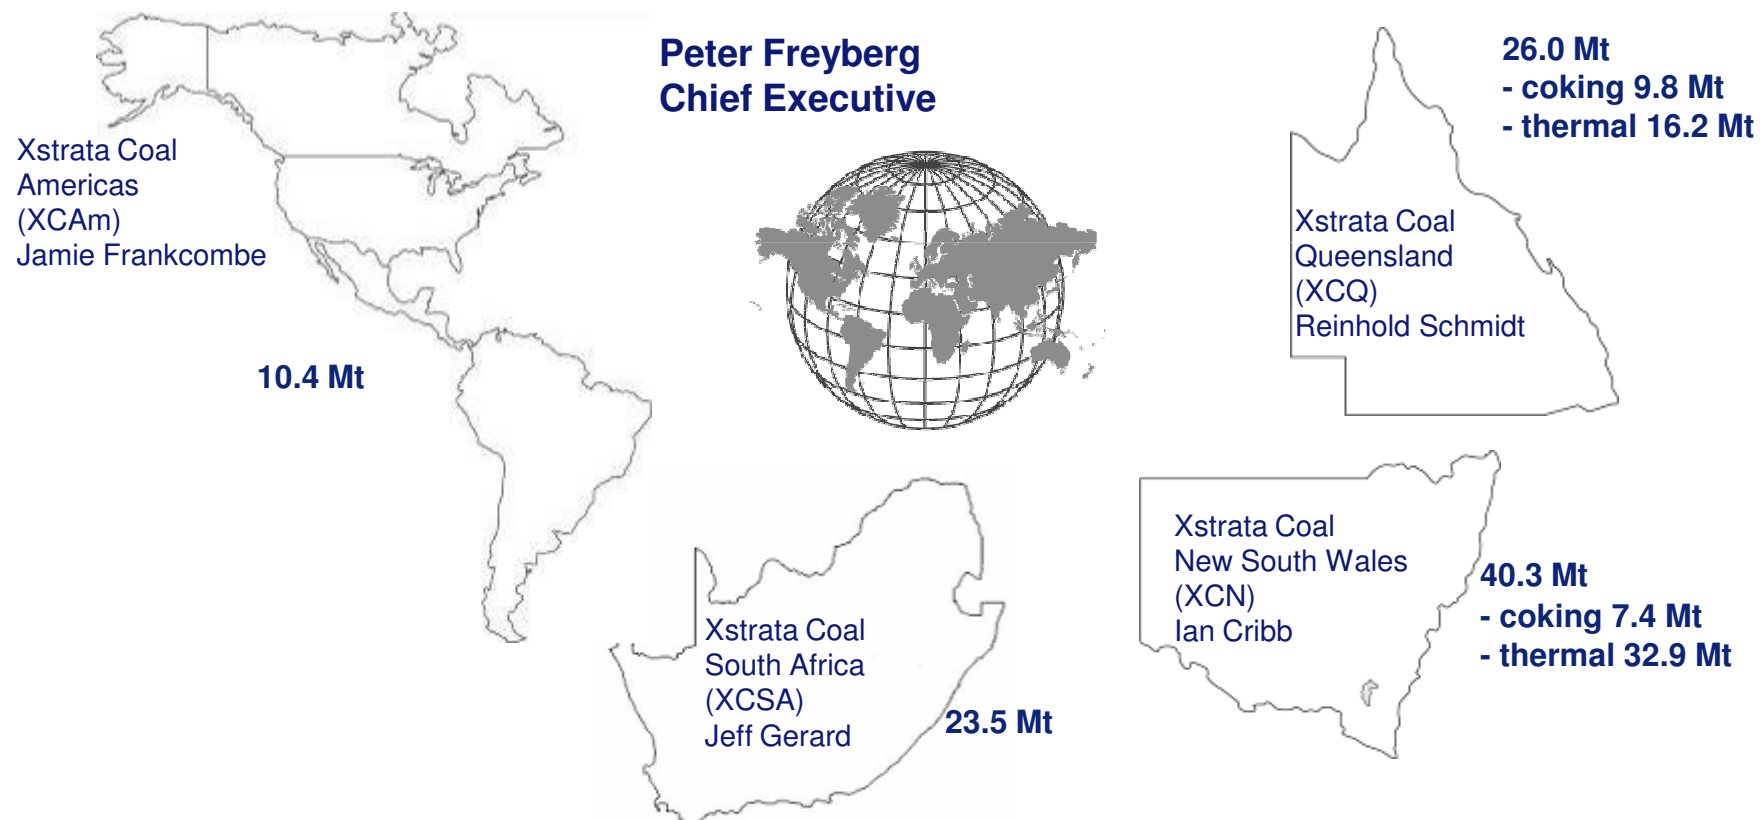 Peter Freyberg
Chief Executive
Xstrata Coal
Americas
(XCAm)
Jamie Frankcombe
10.4 Mt
26.0 Mt
- coking 9.8 Mt
- thermal 16.2 Mt
Xstrata Coal
Queensland
(XCQ)
Reinhold Schmidt
Xstrata Coal
South Africa
(XCSA)
Jeff Gerard
23.5 Mt
Xstrata Coal
New South Wales
(XCN)
Ian Cribb
40.3 Mt
- coking 7.4 Mt
- thermal 32.9 Mt